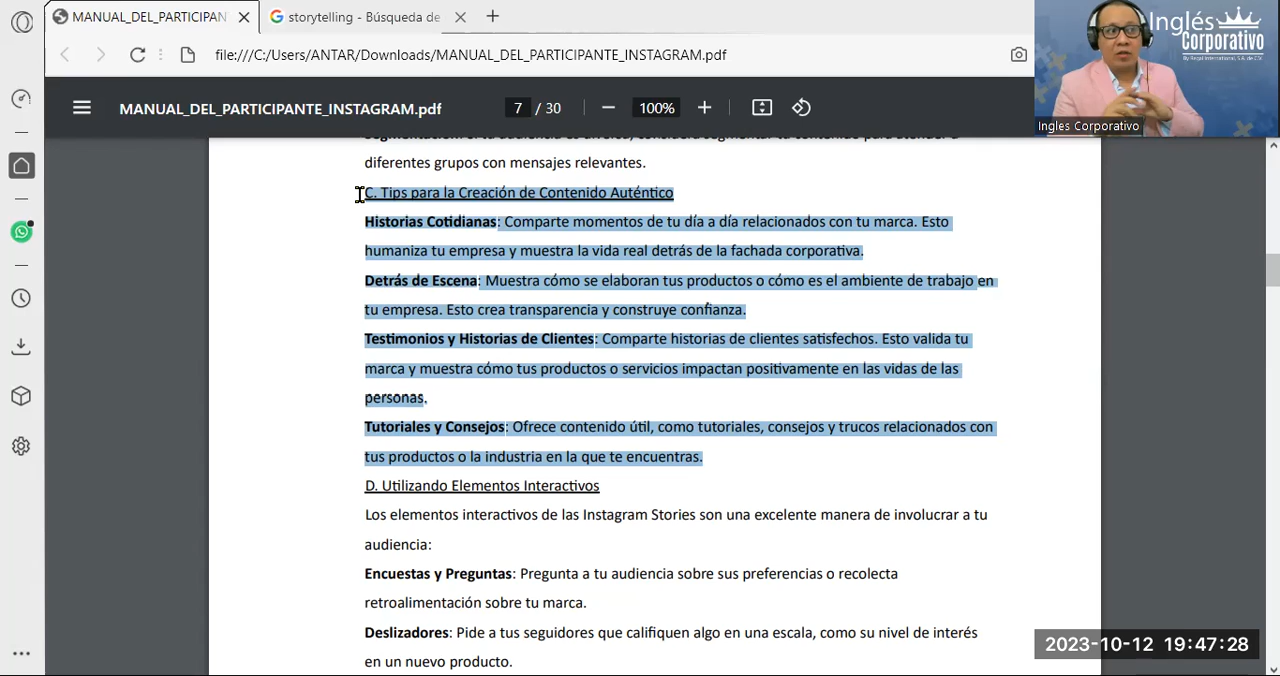 MANUAL_DEL_PARTICIPAN
storytelling - Búsqueda de
file:///C:/Users/ANTAR/Downloads/MANUAL_DEL_PARTICIPANTE_INSTAGRAM.pdf
MANUAL_DEL_PARTICIPANTE_INSTAGRAM.pdf
7 / 30
100%
Inglés
Corporativo
By Regal International, S.A. de C.V.
Ingles Corporativo
diferentes grupos con mensajes relevantes.
C. Tips para la Creación de Contenido Auténtico
Historias Cotidianas: Comparte momentos de tu día a día relacionados con tu marca. Esto
humaniza tu empresa y muestra la vida real detrás de la fachada corporativa.
Detrás de Escena: Muestra cómo se elaboran tus productos o cómo es el ambiente de trabajo en
tu empresa. Esto crea transparencia y construye confianza.
Testimonios y Historias de Clientes: Comparte historias de clientes satisfechos. Esto valida tu
marca y muestra cómo tus productos o servicios impactan positivamente en las vidas de las
personas.
Tutoriales y Consejos: Ofrece contenido útil, como tutoriales, consejos y trucos relacionados con
tus productos o la industria en la que te encuentras.
D. Utilizando Elementos Interactivos
Los elementos interactivos de las Instagram Stories son una excelente manera de involucrar a tu
audiencia:
Encuestas y Preguntas: Pregunta a tu audiencia sobre sus preferencias o recolecta
retroalimentación sobre tu marca.
Deslizadores: Pide a tus seguidores que califiquen algo en una escala, como su nivel de interés
en un nuevo producto.
2023-10-12 19:47:28